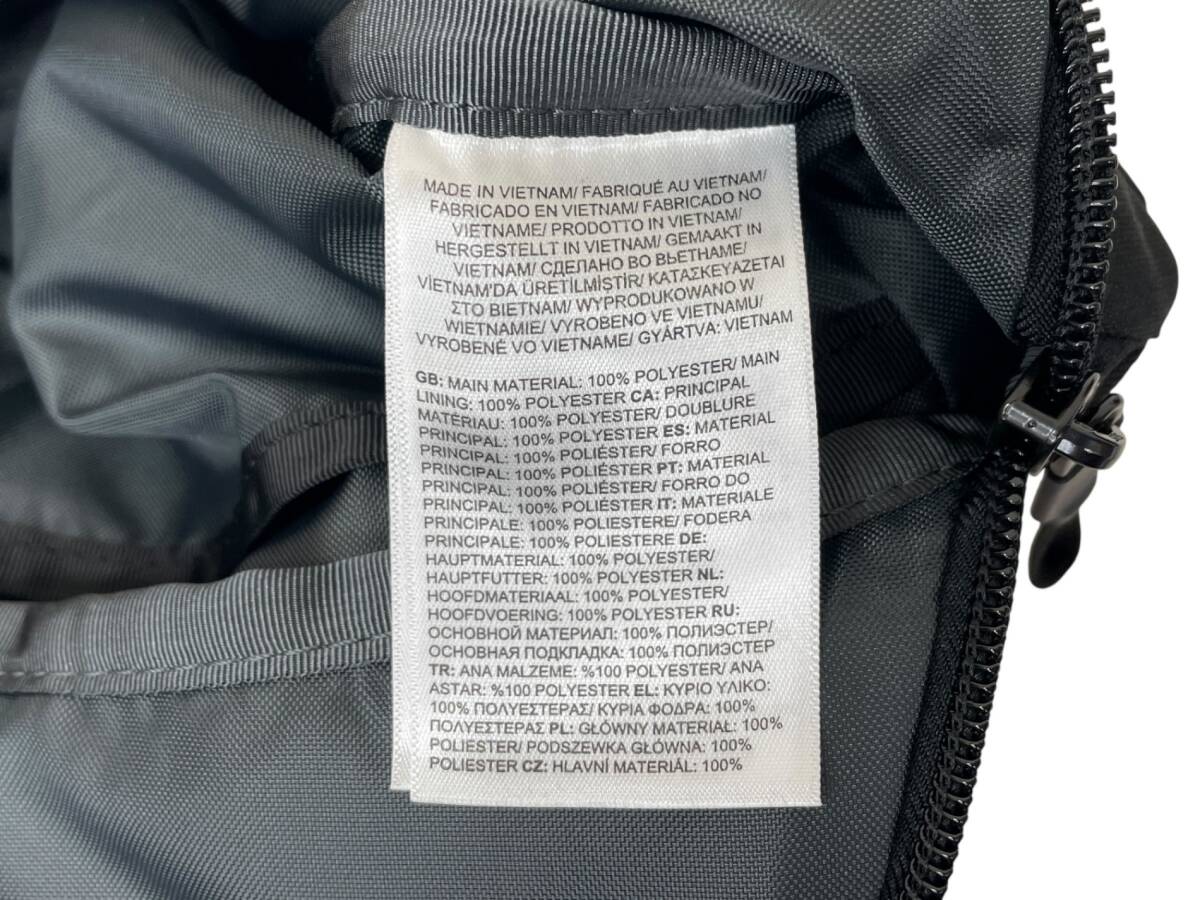 MADE IN VIETNAM/ FABRIQUÉ AU VIETNAM/
FABRICADO EN VIETNAM/ FABRICADO NO
VIETNAME/ PRODOTTO IN VIETNAM/
HERGESTELLT IN VIETNAM/ GEMAAKT IN
VIETNAM/ СДЕЛАНО ВО ВЬЕТНАМЕ/
VİETNAM'DA ÜRETİLMİSTİR/ ΚΑΤΑΣΚΕΥΑΖΕΤΑΙ
ΣΤΟ ΒΙΕΤΝΑΜ/ WYPRODUKOWANO W
WIETNAMIE/ VYROBENO VE VIETNAMU/
VYROBENÉ VO VIETNAME/ GYÁRTVA: VIETNAM
GB: MAIN MATERIAL: 100% POLYESTER/ MAIN
LINING: 100% POLYESTER CA: PRINCIPAL
MATÉRIAU: 100% POLYESTER/ DOUBLURE
PRINCIPAL: 100% POLYESTER ES: MATERIAL
PRINCIPAL: 100% POLIÉSTER/ FORRO
PRINCIPAL: 100% POLIÉSTER PT: MATERIAL
PRINCIPAL: 100% POLIÉSTER/ FORRO DO
PRINCIPAL: 100% POLIÉSTER IT: MATERIALE
PRINCIPALE: 100% POLIESTERE/ FODERA
PRINCIPALE: 100% POLIESTERE DE:
HAUPTMATERIAL: 100% POLYESTER/
HAUPTFUTTER: 100% POLYESTER NL:
HOOFDMATERIAAL: 100% POLYESTER/
HOOFDVOERING: 100% POLYESTER RU:
ОСНОВНОЙ МАТЕРИАЛ: 100% ПОЛИЭСТЕР/
ОСНОВНАЯ ПОДКЛАДКА: 100% ПОЛИЭСТЕР
TR: ANA MALZEME: %100 POLYESTER/ ANA
ASTAR: %100 POLYESTER EL: ΚΥΡΙΟ ΥΛΙΚΟ:
100% ΠΟΛΥΕΣΤΕΡΑΣ/ ΚΥΡΙΑ ΦΟΔΡΑ: 100%
ΠΟΛΥΕΣΤΕΡΑΣ PL: GŁÓWNY MATERIAŁ: 100%
POLIESTER/ PODSZEWKA GŁÓWNA: 100%
POLIESTER CZ: HLAVNÍ MATERIÁL: 100%